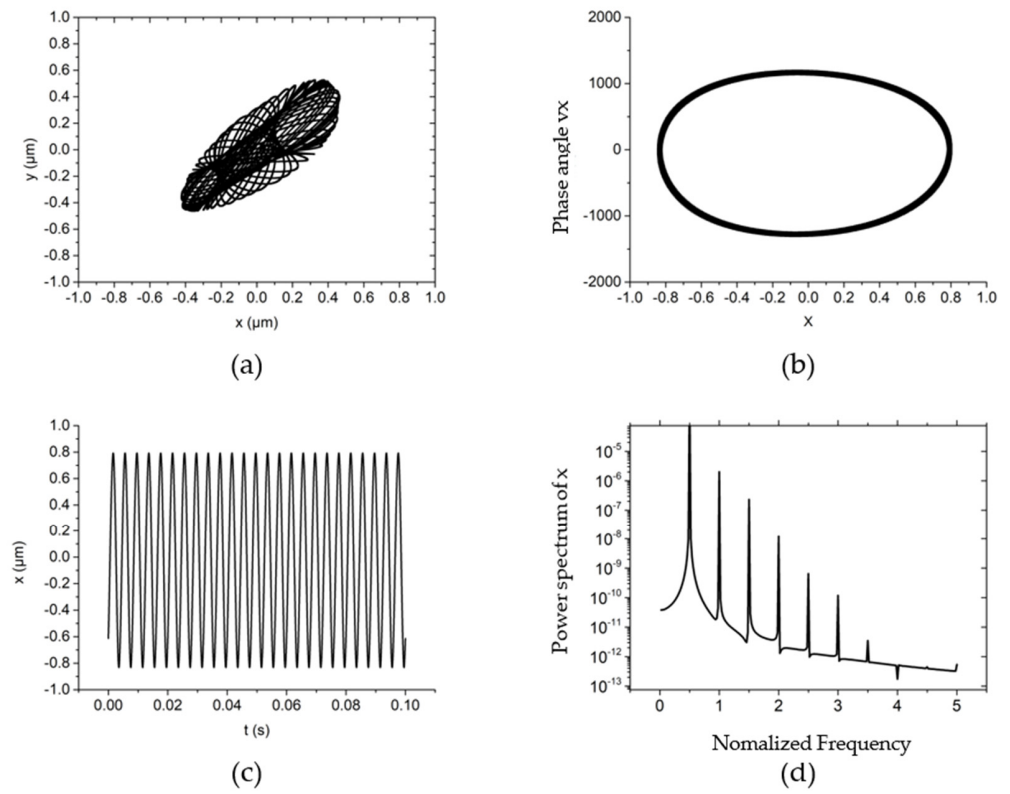 1.0
0.8
0.6
0.4
0.2
0.0
-0.2
-0.4
-0.6
-0.8
-1.0
y (μm)
-1.0 -0.8 -0.6 -0.4 -0.2 0.0 0.2 0.4 0.6 0.8 1.0
x (μm)
(a)
2000
1000
0
-1000
-2000
Phase angle vx
-1.0 -0.8 -0.6 -0.4 -0.2 0.0 0.2 0.4 0.6 0.8 1.0
X
(b)
1.0
0.8
0.6
0.4
0.2
0.0
-0.2
-0.4
-0.6
-0.8
-1.0
x (μm)
0.00 0.02 0.04 0.06 0.08 0.10
t (s)
(c)
10⁻⁵
10⁻⁶
10⁻⁷
10⁻⁸
10⁻⁹
10⁻¹⁰
10⁻¹¹
10⁻¹²
10⁻¹³
Power spectrum of x
0 1 2 3 4 5
Nomalized Frequency
(d)